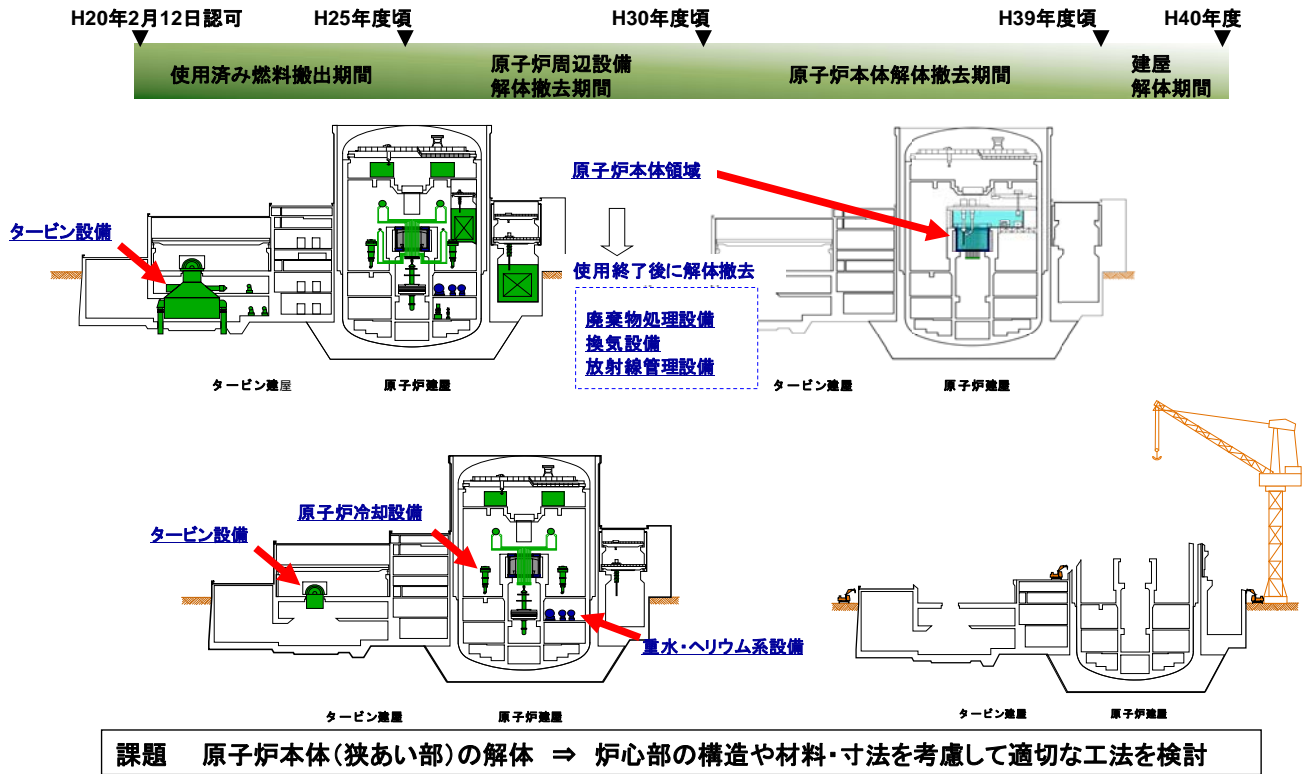 H20年2月12日認可
H25年度頃
H30年度頃
H39年度頃
H40年度
使用済み燃料搬出期間
原子炉周辺設備
解体撤去期間
原子炉本体解体撤去期間
建屋
解体期間
タービン設備
原子炉本体領域
使用終了後に解体撤去
廃棄物処理設備
換気設備
放射線管理設備
タービン建屋
原子炉建屋
タービン建屋
原子炉建屋
タービン設備
原子炉冷却設備
重水・ヘリウム系設備
タービン建屋
原子炉建屋
タービン建屋
原子炉建屋
課題 原子炉本体(狭あい部)の解体 ⇒ 炉心部の構造や材料・寸法を考慮して適切な工法を検討